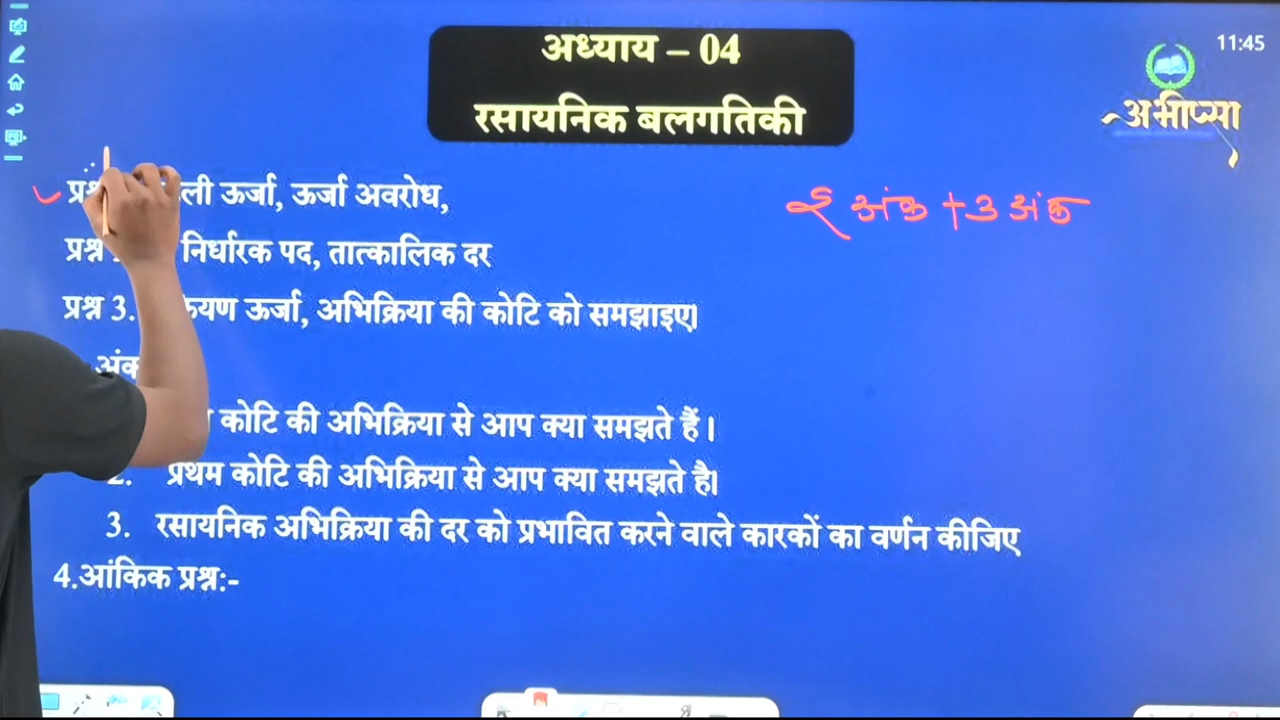 अध्याय – 04
रसायनिक बलगतिकी
11:45
अभीप्सा
ऊर्जा, ऊर्जा अवरोध,
२ अंक + 3 अंक
प्रश्न निर्धारक पद, तात्कालिक दर
प्रश्न 3. ऊर्जा, अभिक्रिया की कोटि को समझाइए।
कोटि की अभिक्रिया से आप क्या समझते हैं ।
2. प्रथम कोटि की अभिक्रिया से आप क्या समझते है।
3. रसायनिक अभिक्रिया की दर को प्रभावित करने वाले कारकों का वर्णन कीजिए
4.आंकिक प्रश्न:-